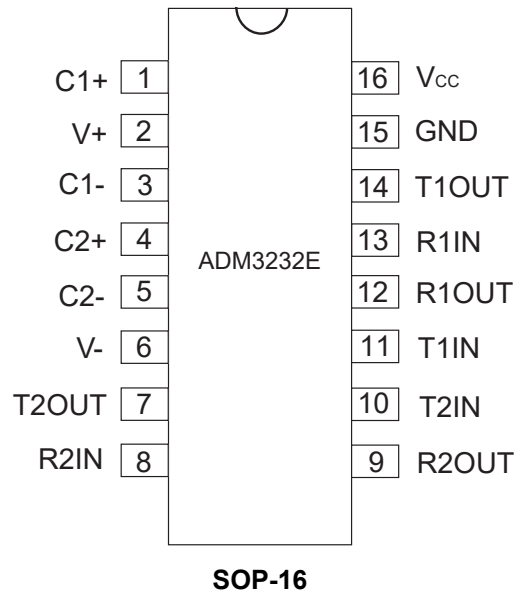 C1+ 1 16 Vcc
V+ 2 15 GND
C1- 3 14 T1OUT
C2+ 4 13 R1IN
ADM3232E
C2- 5 12 R1OUT
V- 6 11 T1IN
T2OUT 7 10 T2IN
R2IN 8 9 R2OUT
SOP-16